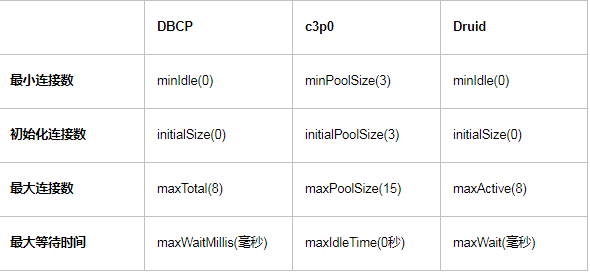 DBCP c3p0 Druid
最小连接数 minIdle(0) minPoolSize(3) minIdle(0)
初始化连接数 initialSize(0) initialPoolSize(3) initialSize(0)
最大连接数 maxTotal(8) maxPoolSize(15) maxActive(8)
最大等待时间 maxWaitMillis(毫秒) maxIdleTime(0秒) maxWait(毫秒)